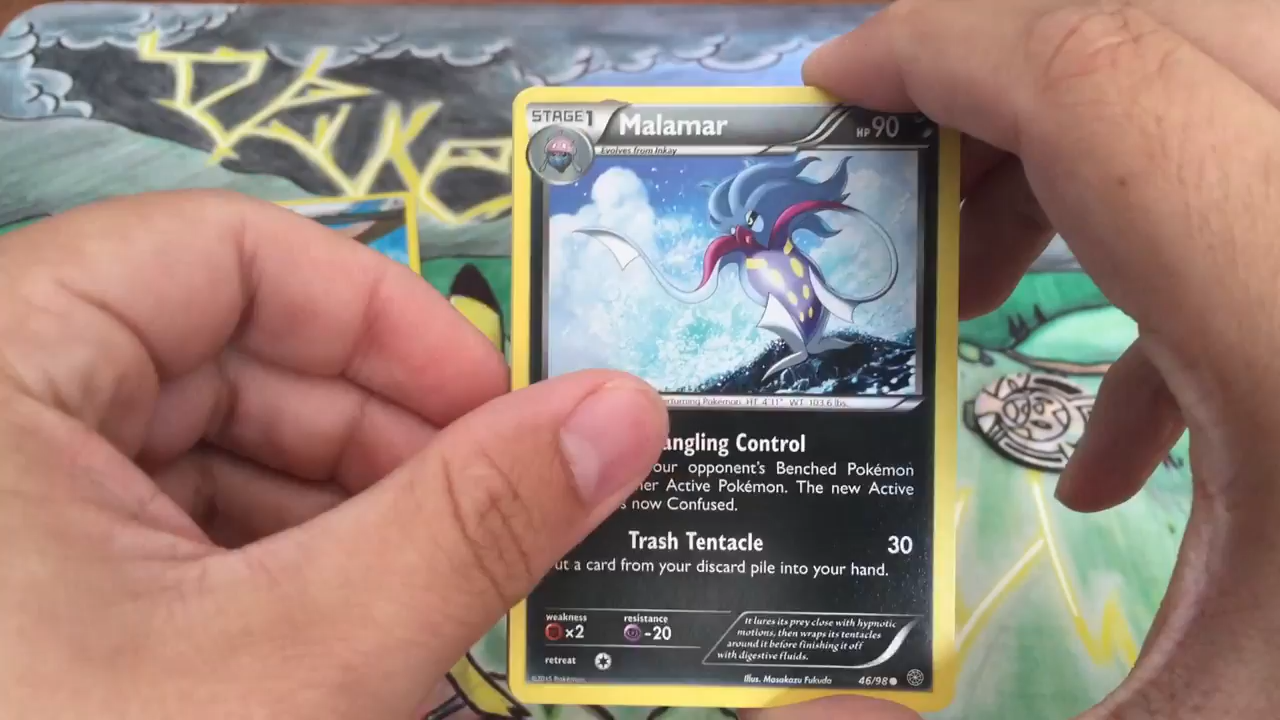 STAGE1
Malamar
HP 90
Evolves from Inkay
Pokémon HT 4'11" WT 103.6 lbs.
angling Control
our opponent's Benched Pokémon
her Active Pokémon. The new Active
s now Confused.
Trash Tentacle 30
ut a card from your discard pile into your hand.
weakness
×2
resistance
-20
It lures its prey close with hypnotic
motions, then wraps its tentacles
around it before finishing it off
with digestive fluids.
retreat
©2015 Pokémon
Illus. Masakazu Fukuda
46/98